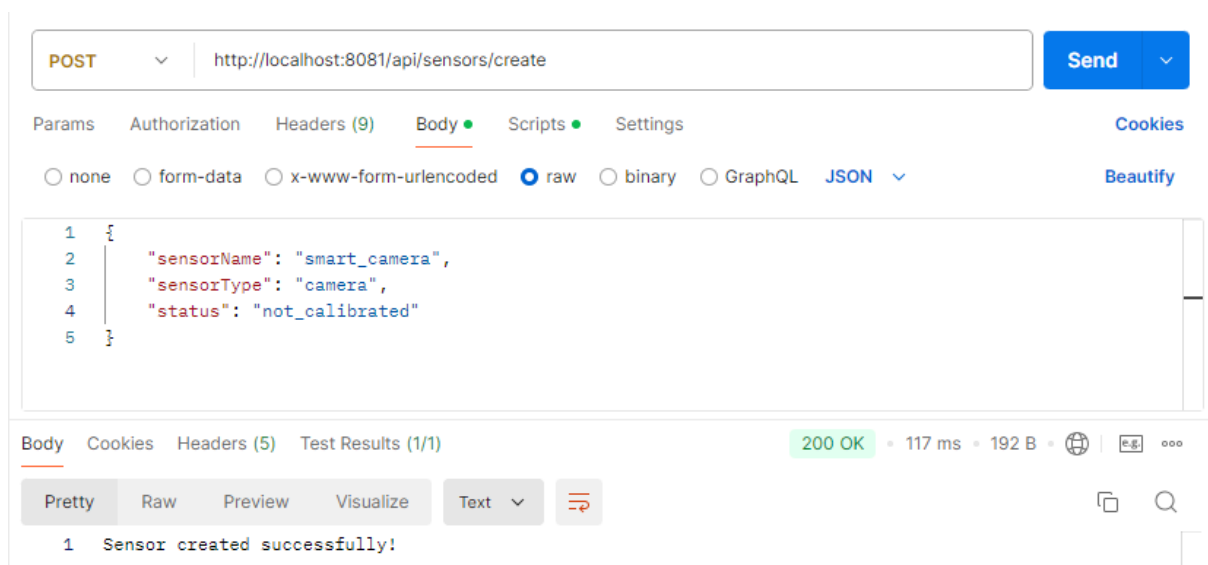 POST http://localhost:8081/api/sensors/create Send
Params Authorization Headers (9) Body Scripts Settings Cookies
none form-data x-www-form-urlencoded raw binary GraphQL JSON Beautify
1 {
2 "sensorName": "smart_camera",
3 "sensorType": "camera",
4 "status": "not_calibrated"
5 }
Body Cookies Headers (5) Test Results (1/1) 200 OK 117 ms 192 B e.g.
Pretty Raw Preview Visualize Text
1 Sensor created successfully!